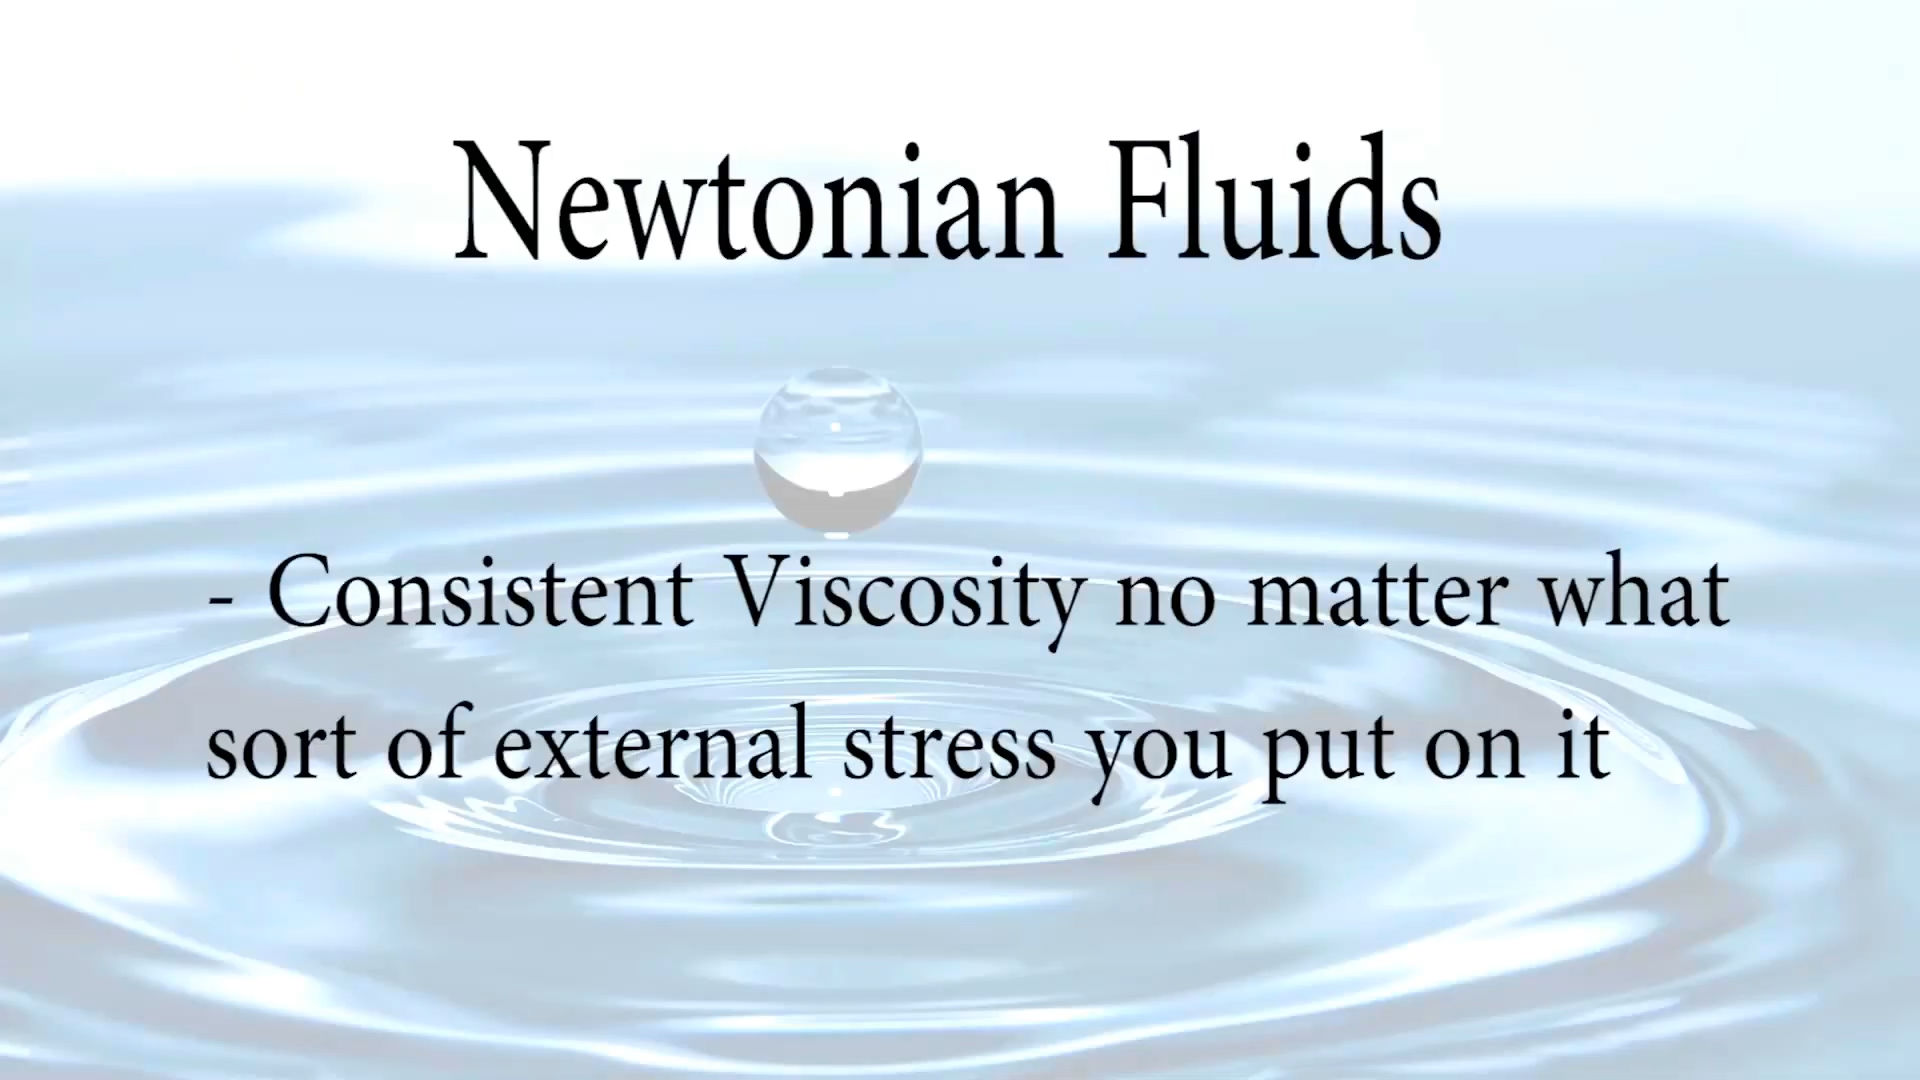 Newtonian Fluids
- Consistent Viscosity no matter what
sort of external stress you put on it